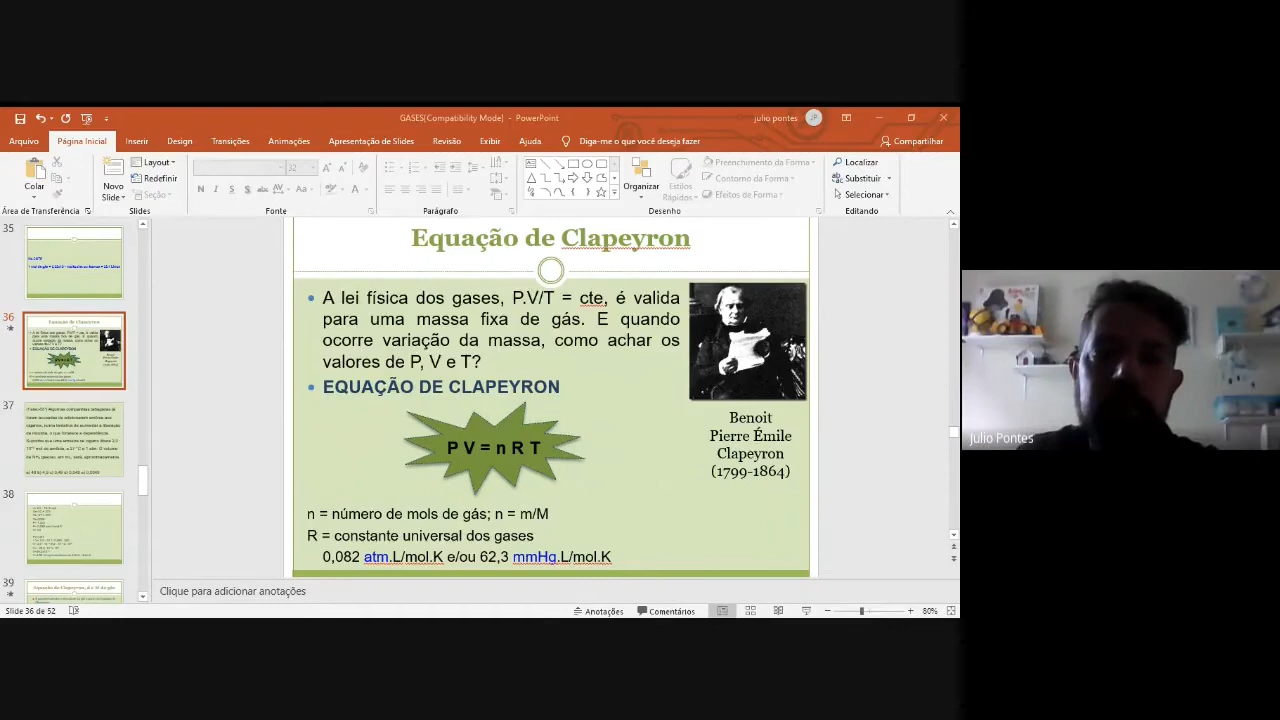 GASES[Compatibility Mode] - PowerPoint
julio pontes
JP
Arquivo
Página Inicial
Inserir
Design
Transições
Animações
Apresentação de Slides
Revisão
Exibir
Ajuda
Diga-me o que você deseja fazer
Compartilhar
Colar
Novo
Slide
Layout
Redefinir
Seção
32
N I S
Organizar
Estilos
Rápidos
Preenchimento da Forma
Contorno da Forma
Efeitos de Forma
Localizar
Substituir
Selecionar
Área de Transferência
Slides
Fonte
Parágrafo
Desenho
Editando
35
36
37
38
39
Equação de Clapeyron
A lei física dos gases, P.V/T = cte, é valida
para uma massa fixa de gás. E quando
ocorre variação da massa, como achar os
valores de P, V e T?
EQUAÇÃO DE CLAPEYRON
P V = n R T
Benoit
Pierre Émile
Clapeyron
(1799-1864)
n = número de mols de gás; n = m/M
R = constante universal dos gases
0,082 atm.L/mol.K e/ou 62,3 mmHg.L/mol.K
Clique para adicionar anotações
Slide 36 de 52
Anotações
Comentários
80%
Julio Pontes